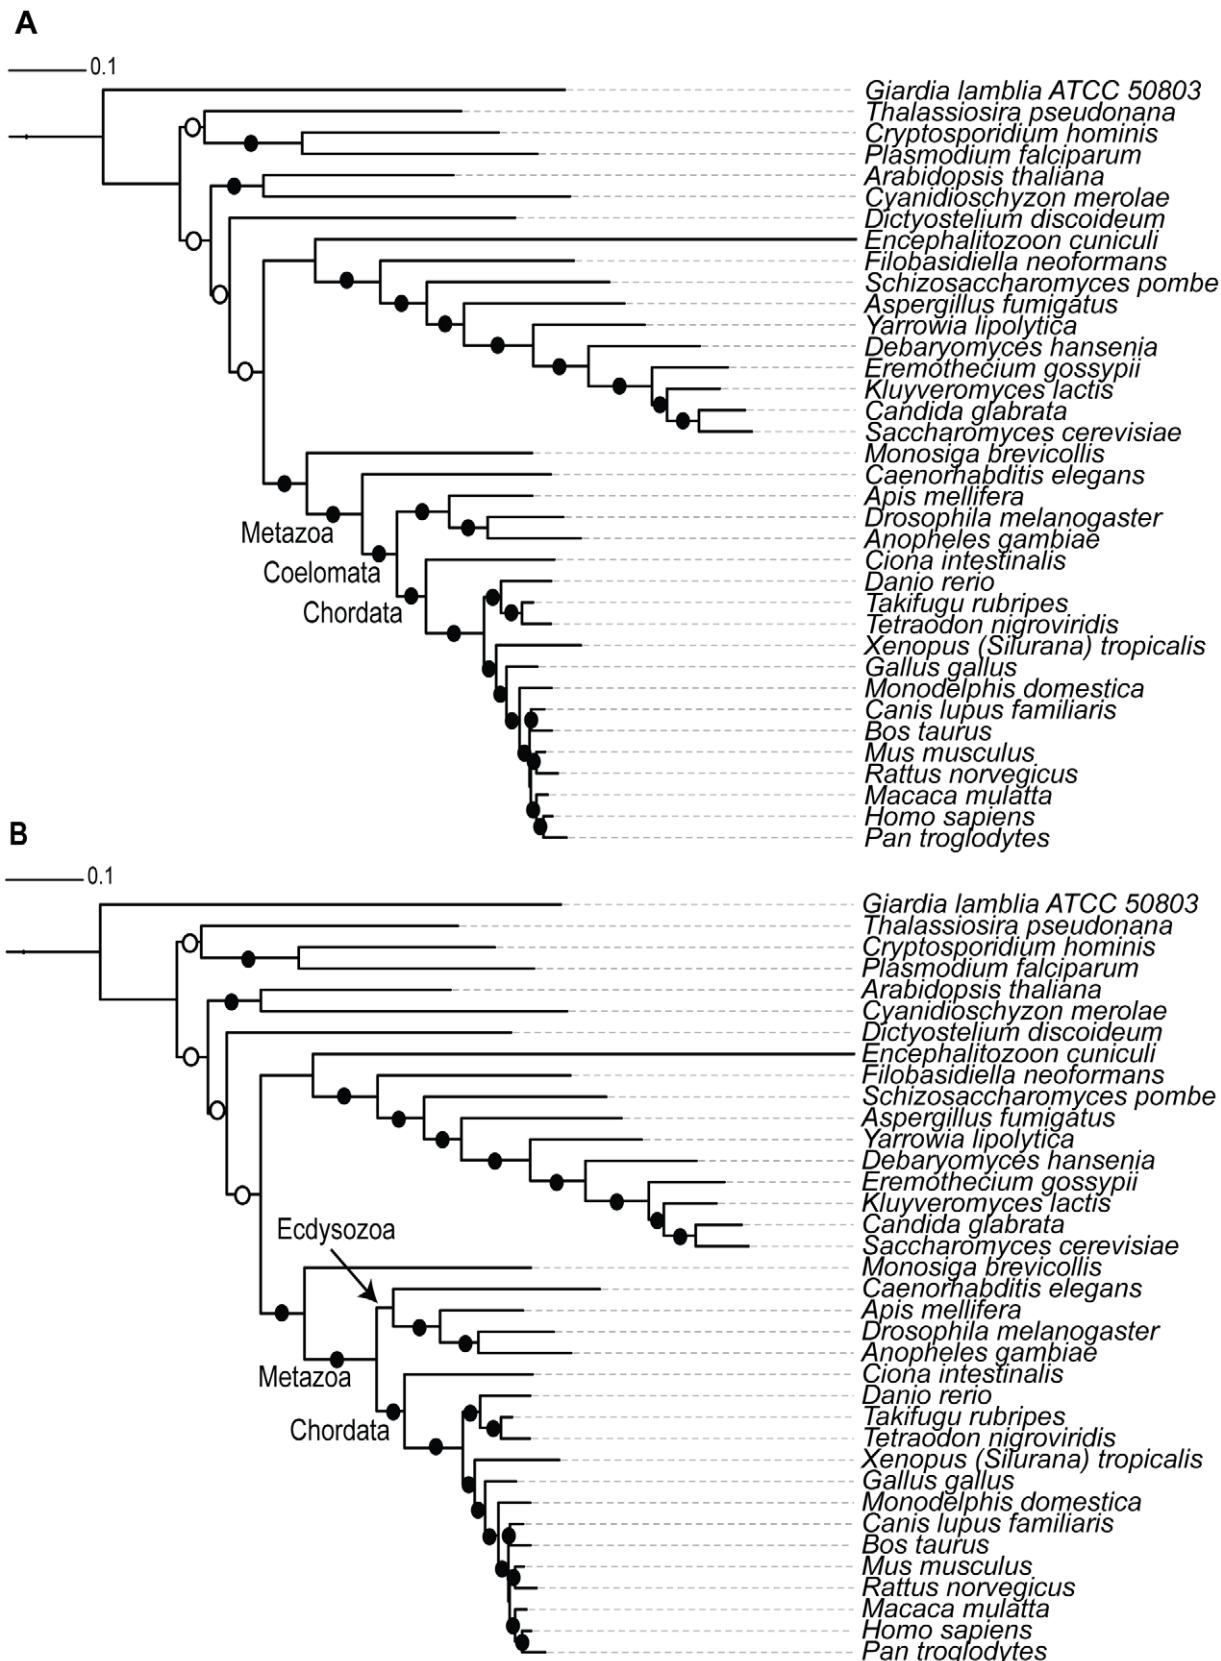 A
0.1
Giardia lamblia ATCC 50803
Thalassiosira pseudonana
Cryptosporidium hominis
Plasmodium falciparum
Arabidopsis thaliana
Cyanidioschyzon merolae
Dictyostelium discoideum
Encephalitozoon cuniculi
Filobasidiella neoformans
Schizosaccharomyces pombe
Aspergillus fumigatus
Yarrowia lipolytica
Debaryomyces hansenia
Eremothecium gossypii
Kluyveromyces lactis
Candida glabrata
Saccharomyces cerevisiae
Monosiga brevicollis
Caenorhabditis elegans
Apis mellifera
Drosophila melanogaster
Metazoa
Anopheles gambiae
Ciona intestinalis
Coelomata
Danio rerio
Takifugu rubripes
Chordata
Tetraodon nigroviridis
Xenopus (Silurana) tropicalis
Gallus gallus
Monodelphis domestica
Canis lupus familiaris
Bos taurus
Mus musculus
Rattus norvegicus
Macaca mulatta
Homo sapiens
Pan troglodytes
B
0.1
Giardia lamblia ATCC 50803
Thalassiosira pseudonana
Cryptosporidium hominis
Plasmodium falciparum
Arabidopsis thaliana
Cyanidioschyzon merolae
Dictyostelium discoideum
Encephalitozoon cuniculi
Filobasidiella neoformans
Schizosaccharomyces pombe
Aspergillus fumigatus
Yarrowia lipolytica
Debaryomyces hansenia
Eremothecium gossypii
Kluyveromyces lactis
Candida glabrata
Ecdysozoa
Saccharomyces cerevisiae
Monosiga brevicollis
Caenorhabditis elegans
Apis mellifera
Drosophila melanogaster
Anopheles gambiae
Metazoa
Ciona intestinalis
Danio rerio
Takifugu rubripes
Chordata
Tetraodon nigroviridis
Xenopus (Silurana) tropicalis
Gallus gallus
Monodelphis domestica
Canis lupus familiaris
Bos taurus
Mus musculus
Rattus norvegicus
Macaca mulatta
Homo sapiens
Pan troglodytes